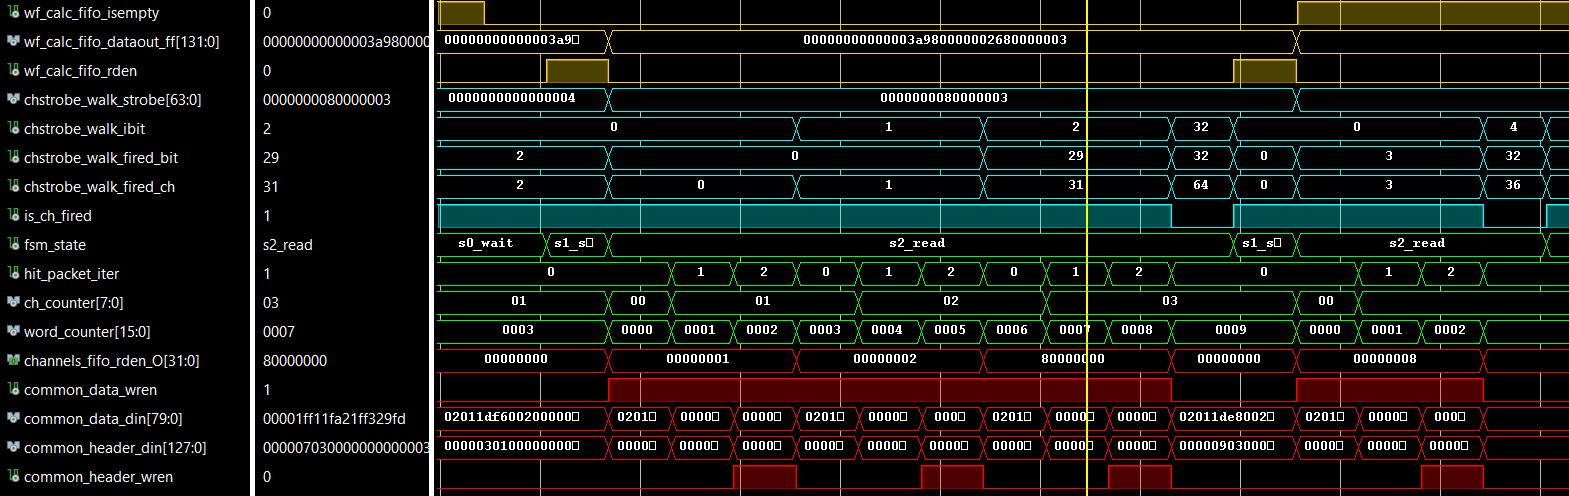 wf_calc_fifo_isempty 0
wf_calc_fifo_dataout_ff[131:0] 00000000000003a980000 00000000000003a9 00000000000003a980000002680000003
wf_calc_fifo_rden 0
chstrobe_walk_strobe[63:0] 0000000080000003 0000000000000004 0000000080000003
chstrobe_walk_ibit 2 0 1 2 32 0 4
chstrobe_walk_fired_bit 29 2 0 29 32 0 3 32
chstrobe_walk_fired_ch 31 2 0 1 31 64 0 3 36
is_ch_fired 1
fsm_state s2_read s0_wait s1_s s2_read s1_s s2_read
hit_packet_iter 1 0 1 2 0 1 2 0 1 2 0 1 2
ch_counter[7:0] 03 01 00 01 02 03 00
word_counter[15:0] 0007 0003 0000 0001 0002 0003 0004 0005 0006 0007 0008 0009 0000 0001 0002
channels_fifo_rden_O[31:0] 80000000 00000000 00000001 00000002 80000000 00000000 00000008
common_data_wren 1
common_data_din[79:0] 00001ff11fa21ff329fd 02011df600200000 0201 0000 0000 0201 0000 0000 0201 0000 0000 02011de8002 0201 0000 000
common_header_din[127:0] 000007030000000000003 0000030100000000 0000 0000 0000 0000 0000 0000 0000 0000 0000 00000903000 0000 0000 0000
common_header_wren 0